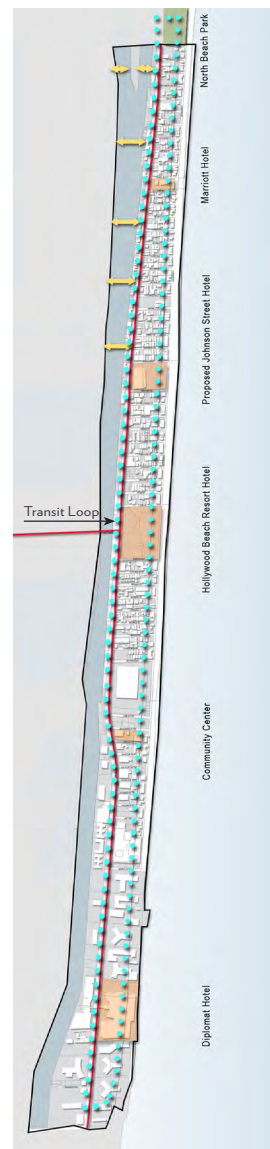 North Beach Park
Marriott Hotel
Proposed Johnson Street Hotel
Hollywood Beach Resort Hotel
Transit Loop
Community Center
Diplomat Hotel